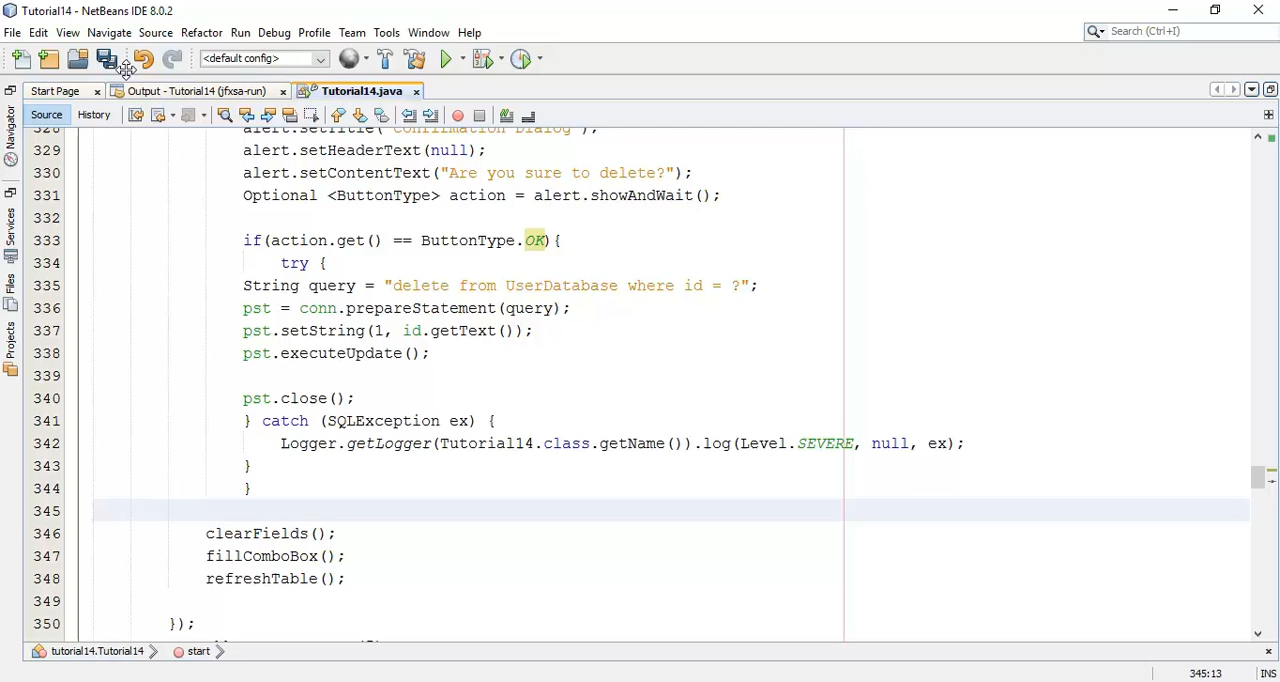 Tutorial14 - NetBeans IDE 8.0.2
File Edit View Navigate Source Refactor Run Debug Profile Team Tools Window Help
Search (Ctrl+I)
<default config>
Start Page
Output - Tutorial14 (jfxsa-run)
Tutorial14.java
Source History
Navigator
Services
Files
Projects
328 alert.setTitle("Confirmation Dialog");
329 alert.setHeaderText(null);
330 alert.setContentText("Are you sure to delete?");
331 Optional <ButtonType> action = alert.showAndWait();
332
333 if(action.get() == ButtonType.OK){
334 try {
335 String query = "delete from UserDatabase where id = ?";
336 pst = conn.prepareStatement(query);
337 pst.setString(1, id.getText());
338 pst.executeUpdate();
339
340 pst.close();
341 } catch (SQLException ex) {
342 Logger.getLogger(Tutorial14.class.getName()).log(Level.SEVERE, null, ex);
343 }
344 }
345
346 clearFields();
347 fillComboBox();
348 refreshTable();
349
350 });
tutorial14.Tutorial14 start
345:13 INS